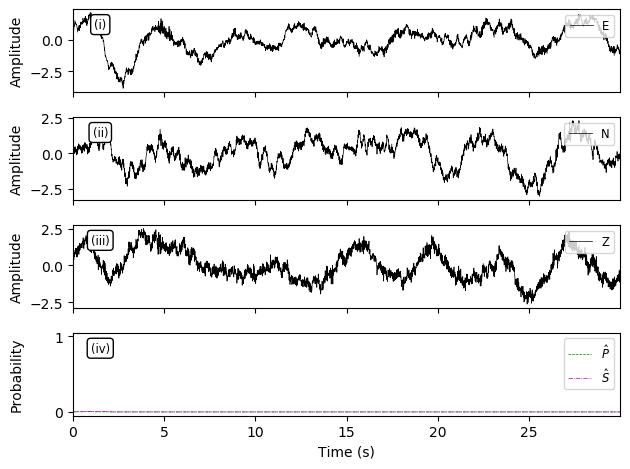 Amplitude
0.0
−2.5
(i)
E
Amplitude
2.5
0.0
−2.5
(ii)
N
Amplitude
2.5
0.0
−2.5
(iii)
Z
Probability
1
0
(iv)
P̂
Ŝ
0 5 10 15 20 25
Time (s)